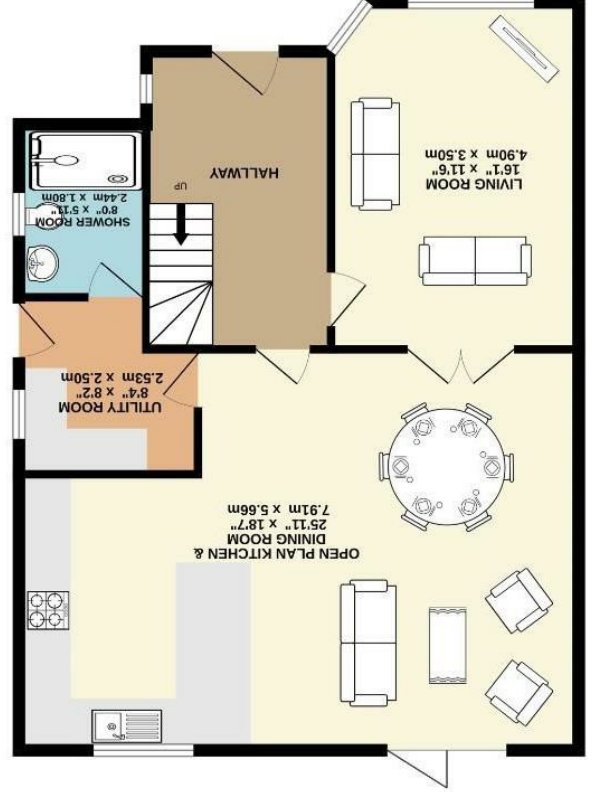 OPEN PLAN KITCHEN &
DINING ROOM
25'11" x 18'7"
7.91m x 5.66m
UTILITY ROOM
8'4" x 8'2"
2.53m x 2.50m
SHOWER ROOM
8'0" x 5'11"
2.44m x 1.80m
UP
HALLWAY
LIVING ROOM
16'1" x 11'6"
4.90m x 3.50m